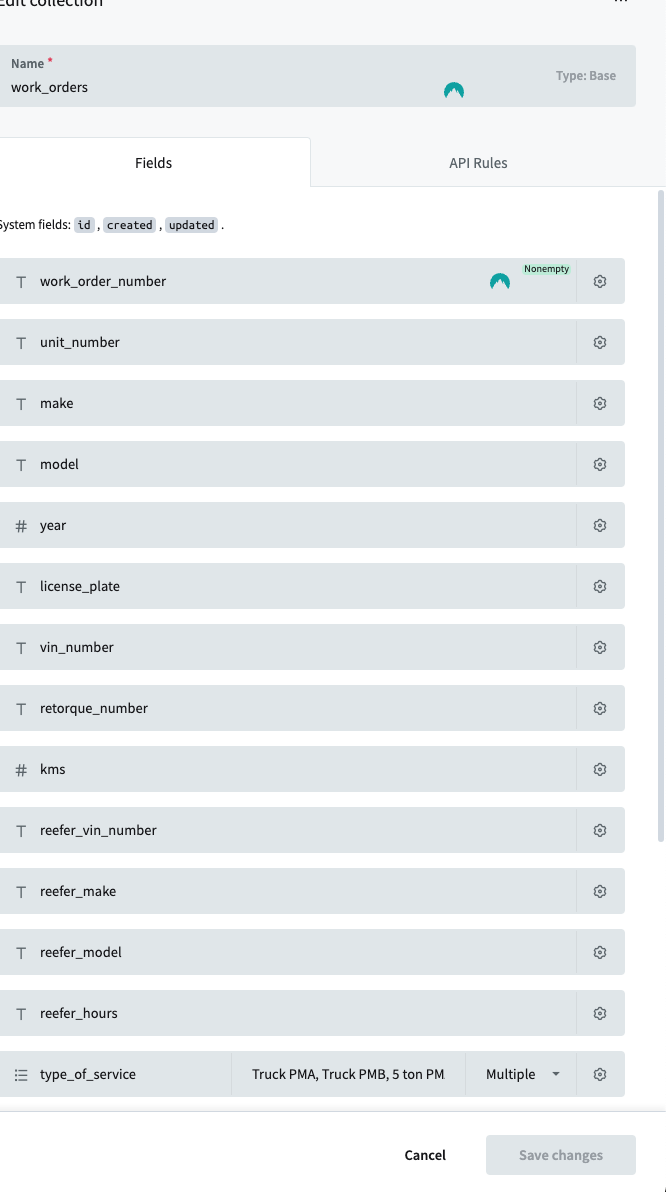 Edit collection
Name *
work_orders
Type: Base
Fields
API Rules
System fields: id , created , updated .
Nonempty
work_order_number
unit_number
make
model
# year
license_plate
vin_number
retorque_number
# kms
reefer_vin_number
reefer_make
reefer_model
reefer_hours
type_of_service Truck PMA, Truck PMB, 5 ton PM Multiple
Cancel Save changes